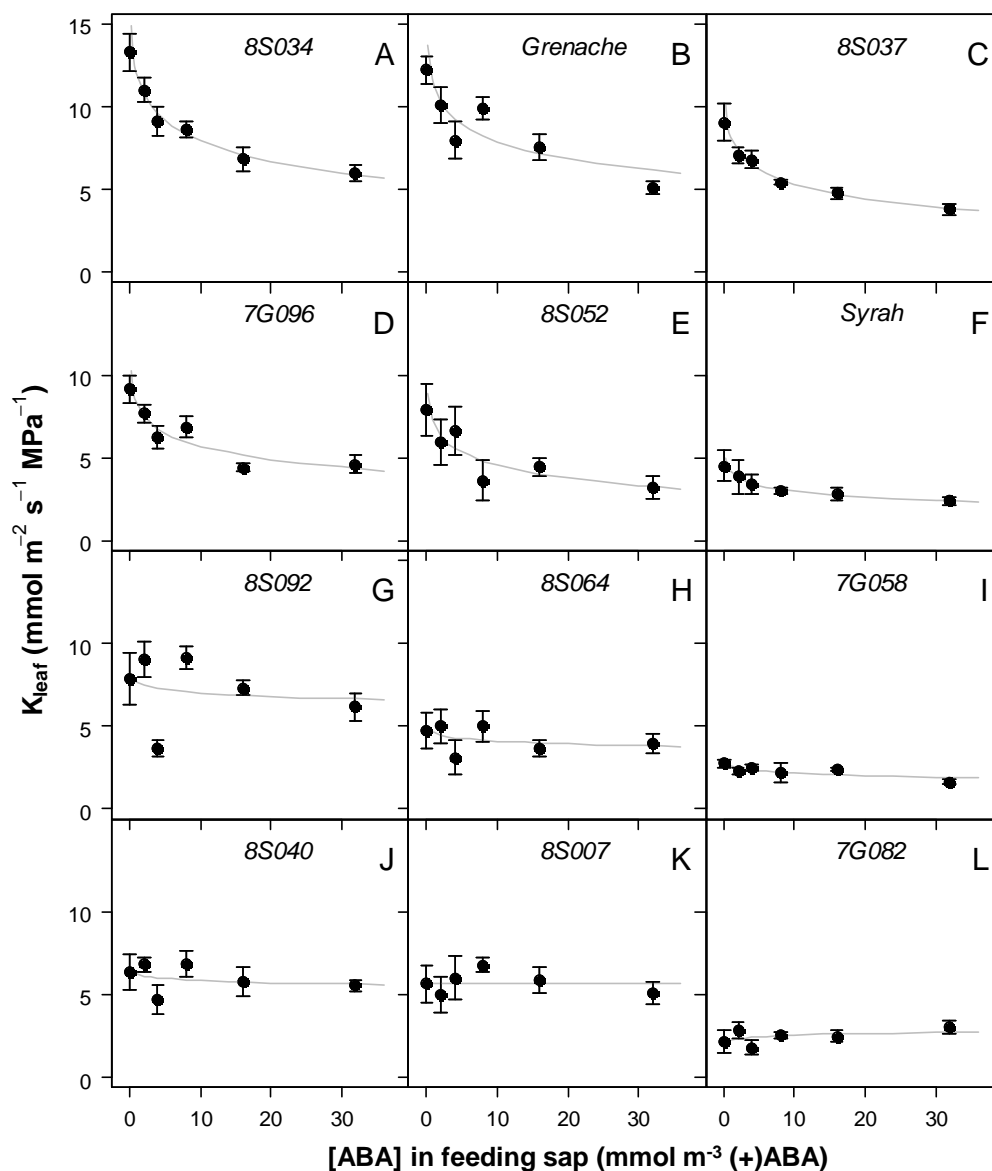 15
10
5
0
8S034 A
Grenache B
8S037 C
10
5
0
7G096 D
8S052 E
Syrah F
10
5
0
8S092 G
8S064 H
7G058 I
10
5
0
8S040 J
8S007 K
7G082 L
0 10 20 30 0 10 20 30 0 10 20 30
K_leaf (mmol m⁻² s⁻¹ MPa⁻¹)
[ABA] in feeding sap (mmol m⁻³ (+)ABA)